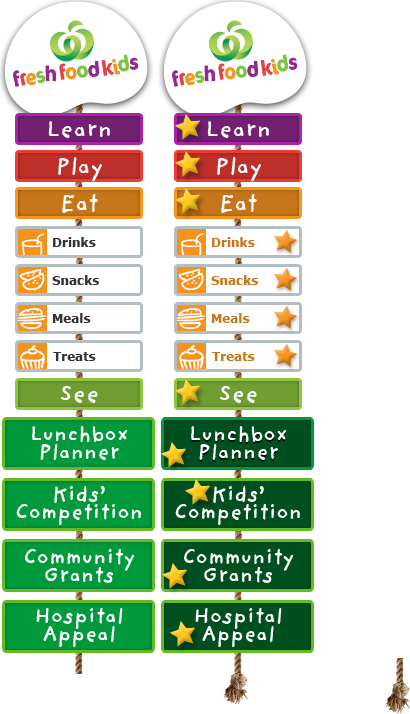 fresh food kids
Learn
Play
Eat
Drinks
Snacks
Meals
Treats
See
Lunchbox
Planner
Kids'
Competition
Community
Grants
Hospital
Appeal
fresh food kids
Learn
Play
Eat
Drinks
Snacks
Meals
Treats
See
Lunchbox
Planner
Kids'
Competition
Community
Grants
Hospital
Appeal